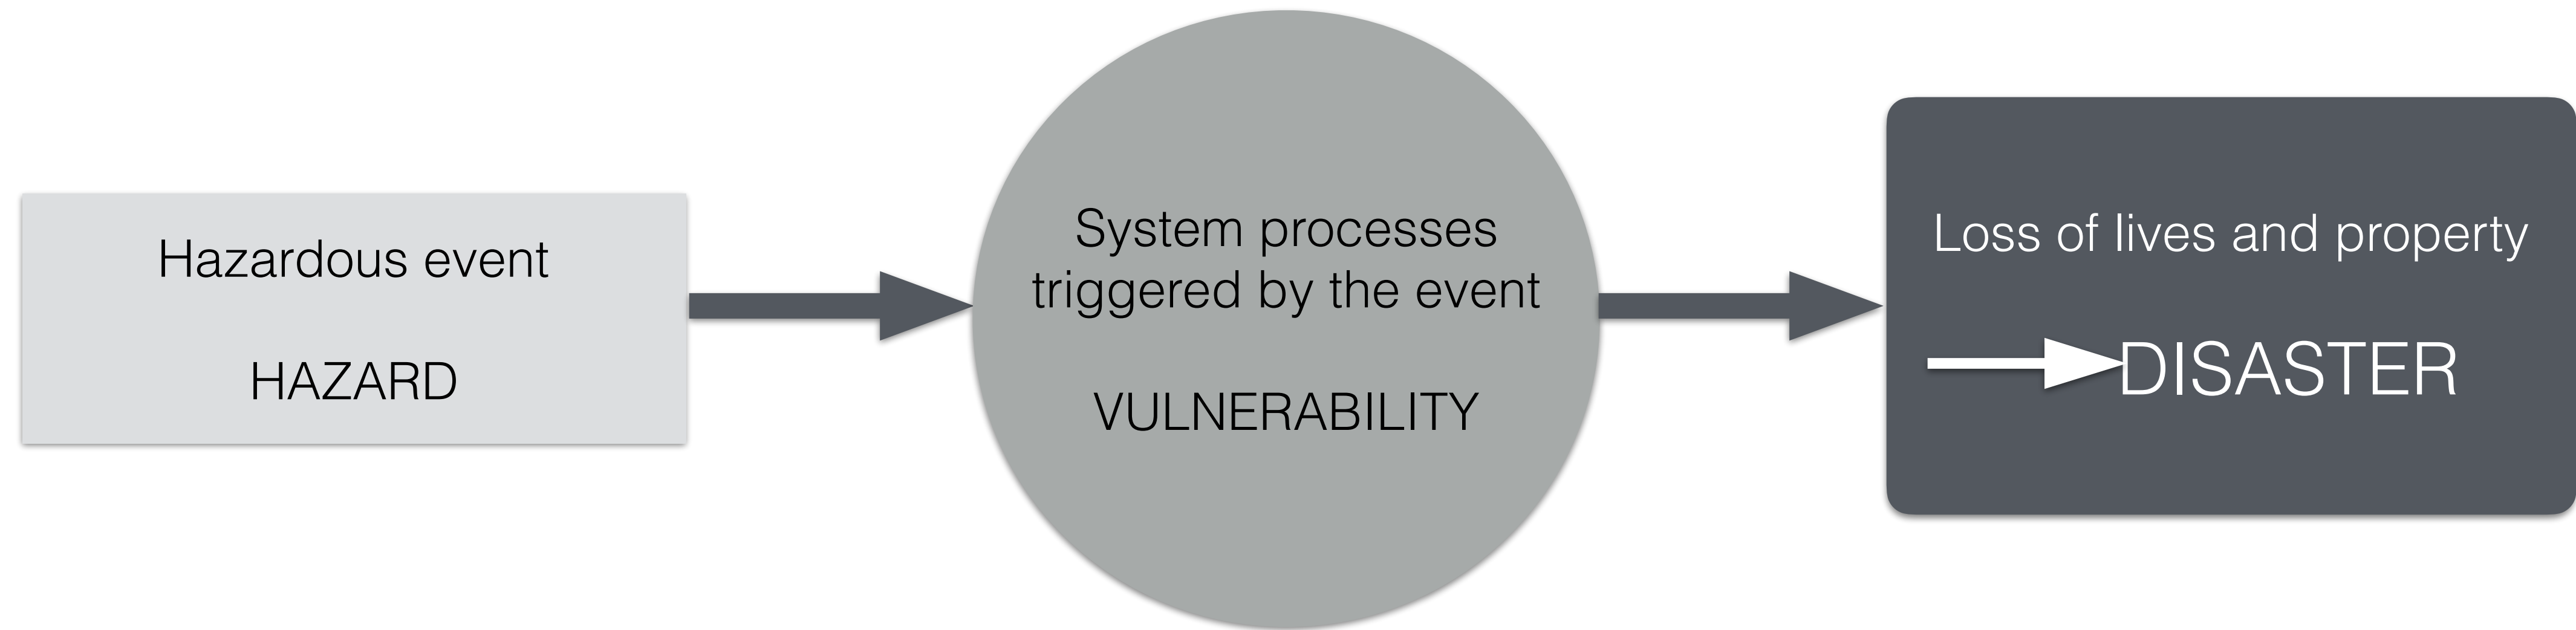 Hazardous event
HAZARD
System processes
triggered by the event
VULNERABILITY
Loss of lives and property
DISASTER